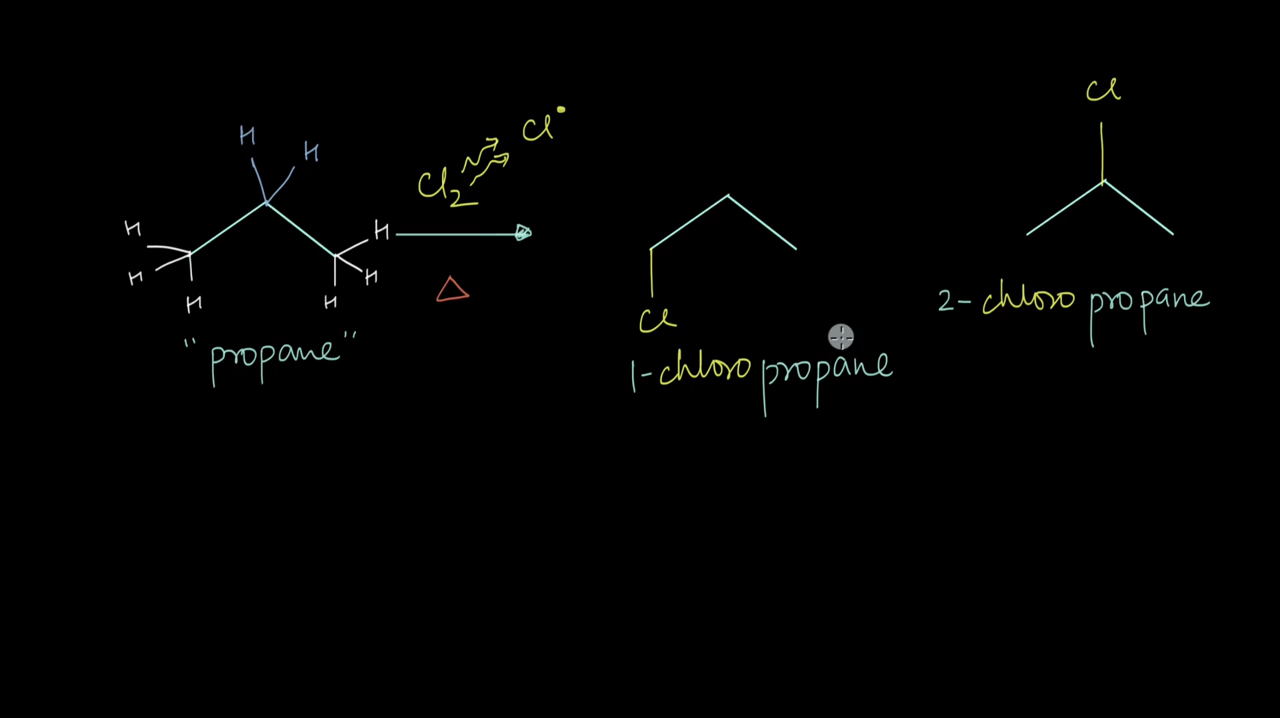 H H
H
H
H
H
H
H
"propane"
Cl2
Cl•
△
Cl
1-chloropropane
Cl
2-chloropropane